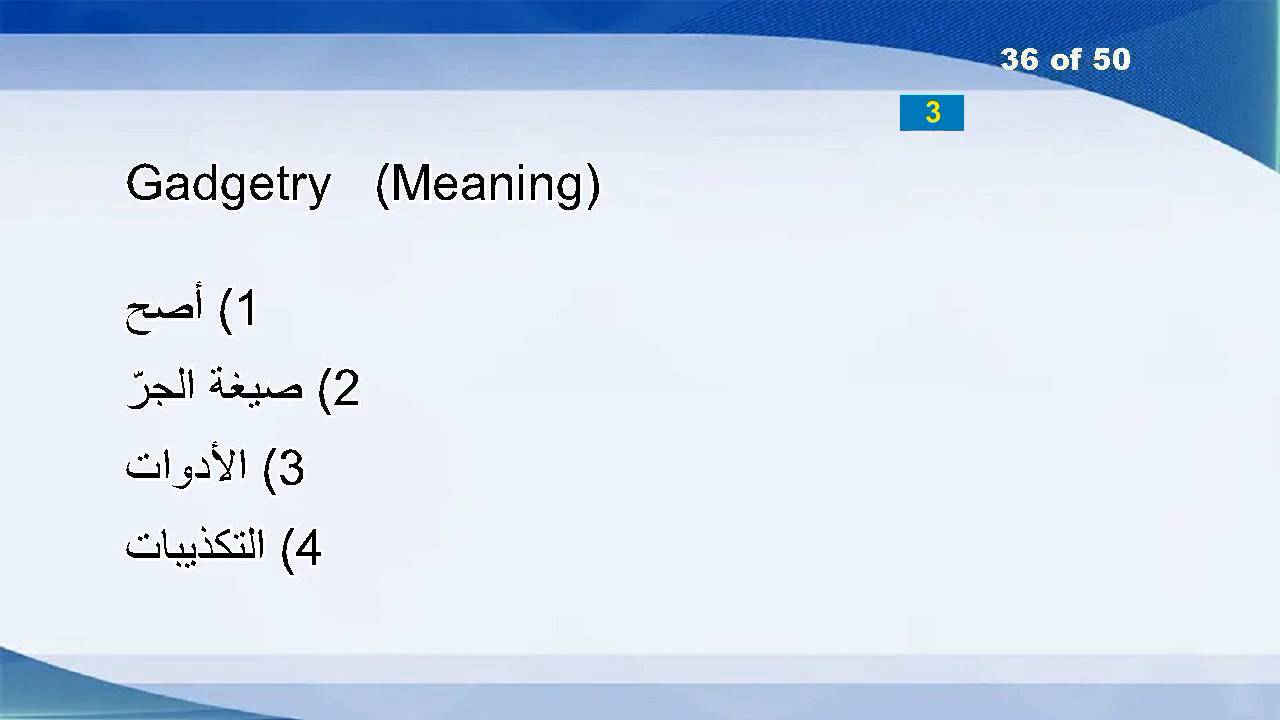 36 of 50
3
Gadgetry (Meaning)
1) أصح
2) صيغة الجرّ
3) الأدوات
4) التكذيبات